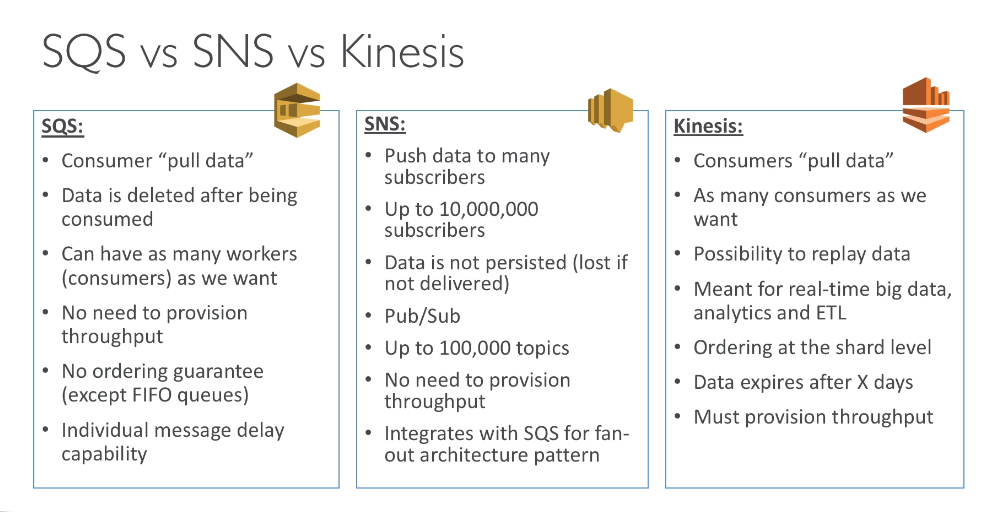 SQS vs SNS vs Kinesis
SQS:
• Consumer “pull data”
• Data is deleted after being
consumed
• Can have as many workers
(consumers) as we want
• No need to provision
throughput
• No ordering guarantee
(except FIFO queues)
• Individual message delay
capability
SNS:
• Push data to many
subscribers
• Up to 10,000,000
subscribers
• Data is not persisted (lost if
not delivered)
• Pub/Sub
• Up to 100,000 topics
• No need to provision
throughput
• Integrates with SQS for fan-
out architecture pattern
Kinesis:
• Consumers “pull data”
• As many consumers as we
want
• Possibility to replay data
• Meant for real-time big data,
analytics and ETL
• Ordering at the shard level
• Data expires after X days
• Must provision throughput